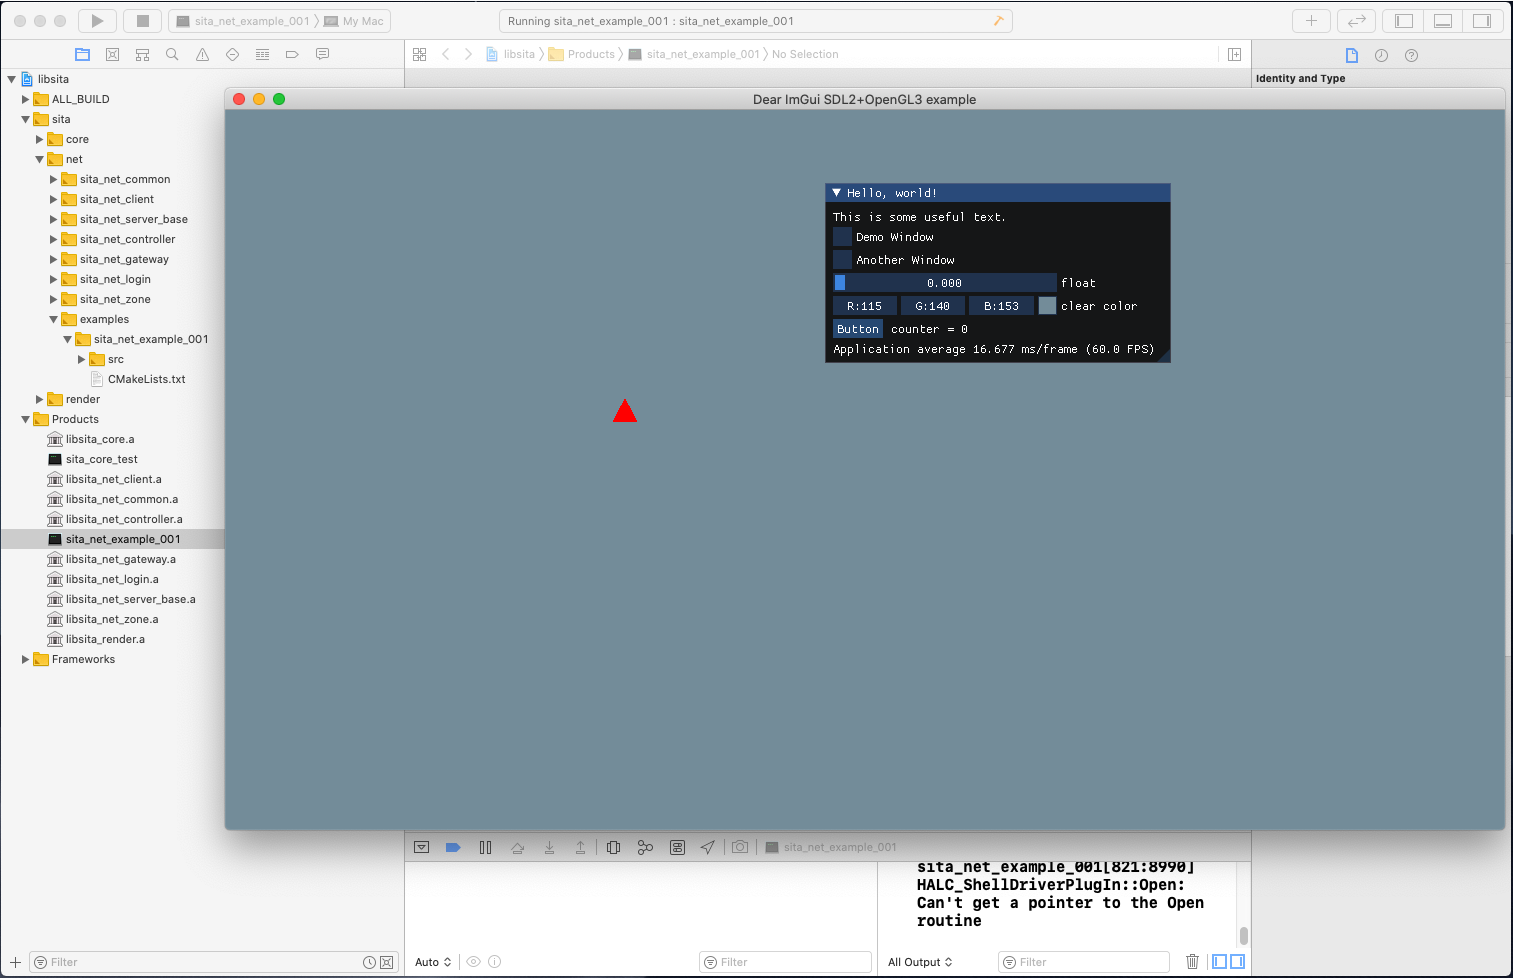 sita_net_example_001 My Mac
Running sita_net_example_001 : sita_net_example_001
libsita Products sita_net_example_001 No Selection
Identity and Type
libsita
ALL_BUILD
sita
core
net
sita_net_common
sita_net_client
sita_net_server_base
sita_net_controller
sita_net_gateway
sita_net_login
sita_net_zone
examples
sita_net_example_001
src
CMakeLists.txt
render
Products
libsita_core.a
sita_core_test
libsita_net_client.a
libsita_net_common.a
libsita_net_controller.a
sita_net_example_001
libsita_net_gateway.a
libsita_net_login.a
libsita_net_server_base.a
libsita_net_zone.a
libsita_render.a
Frameworks
Filter
Dear ImGui SDL2+OpenGL3 example
Hello, world!
This is some useful text.
Demo Window
Another Window
0.000 float
R:115 G:140 B:153 clear color
Button counter = 0
Application average 16.677 ms/frame (60.0 FPS)
sita_net_example_001
sita_net_example_001[821:8990]
HALC_ShellDriverPlugIn::Open:
Can't get a pointer to the Open
routine
Auto Filter All Output Filter